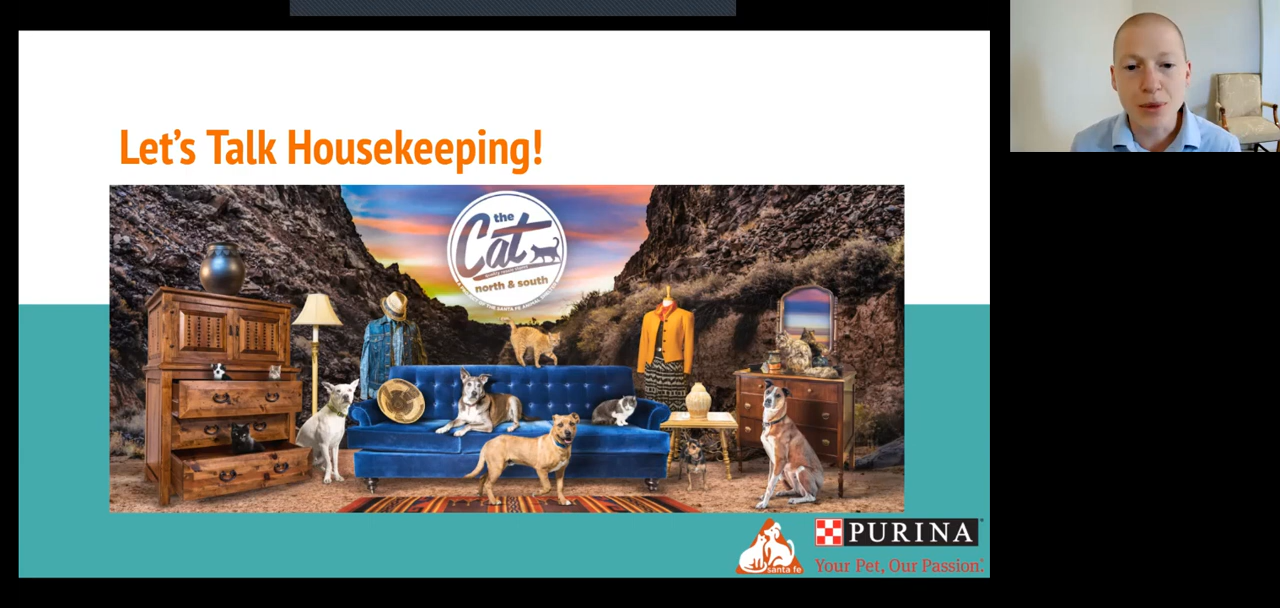 Let's Talk Housekeeping!
the
Cat
north & south
santa fe
PURINA
Your Pet, Our Passion.